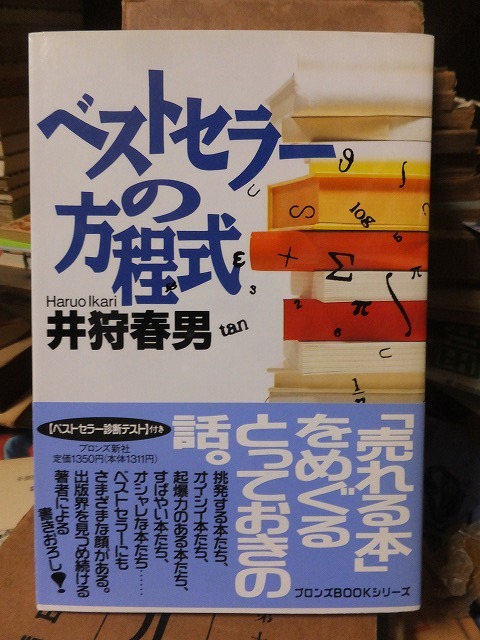 ベストセラー
の
方程式
Haruo Ikari
井狩春男
tan
ϑ
∫
U
S
log
6
ε
+
Σ
π
8
3
2
π
∫
⊂
1/n
【ベストセラー診断テスト】付き
ブロンズ新社
定価1350円(本体1311円)
「売れる本」
をめぐる
とっておきの
話。
挑発する本たち、
オイシイ本たち、
起爆力のある本たち、
すばやい本たち、
オシャレな本たち……
ベストセラーにも
さまざまな顔がある。
出版界を見つめ続ける
著者による
書きおろし!
ブロンズBOOKシリーズ